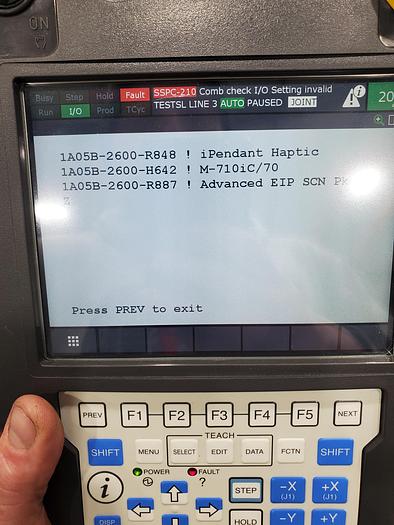 ON
Busy Step Hold Fault SSPC-210 Comb check I/O Setting invalid
Run I/O Prod TCyc TESTSL LINE 3 AUTO PAUSED JOINT 20
1A05B-2600-R848 ! iPendant Haptic
1A05B-2600-H642 ! M-710iC/70
1A05B-2600-R887 ! Advanced EIP SCN Pk
Press PREV to exit
PREV F1 F2 F3 F4 F5 NEXT
TEACH
SHIFT MENU SELECT EDIT DATA FCTN SHIFT
POWER FAULT
i ? STEP -X (J1) +X (J1)
DISP HOLD -Y +Y